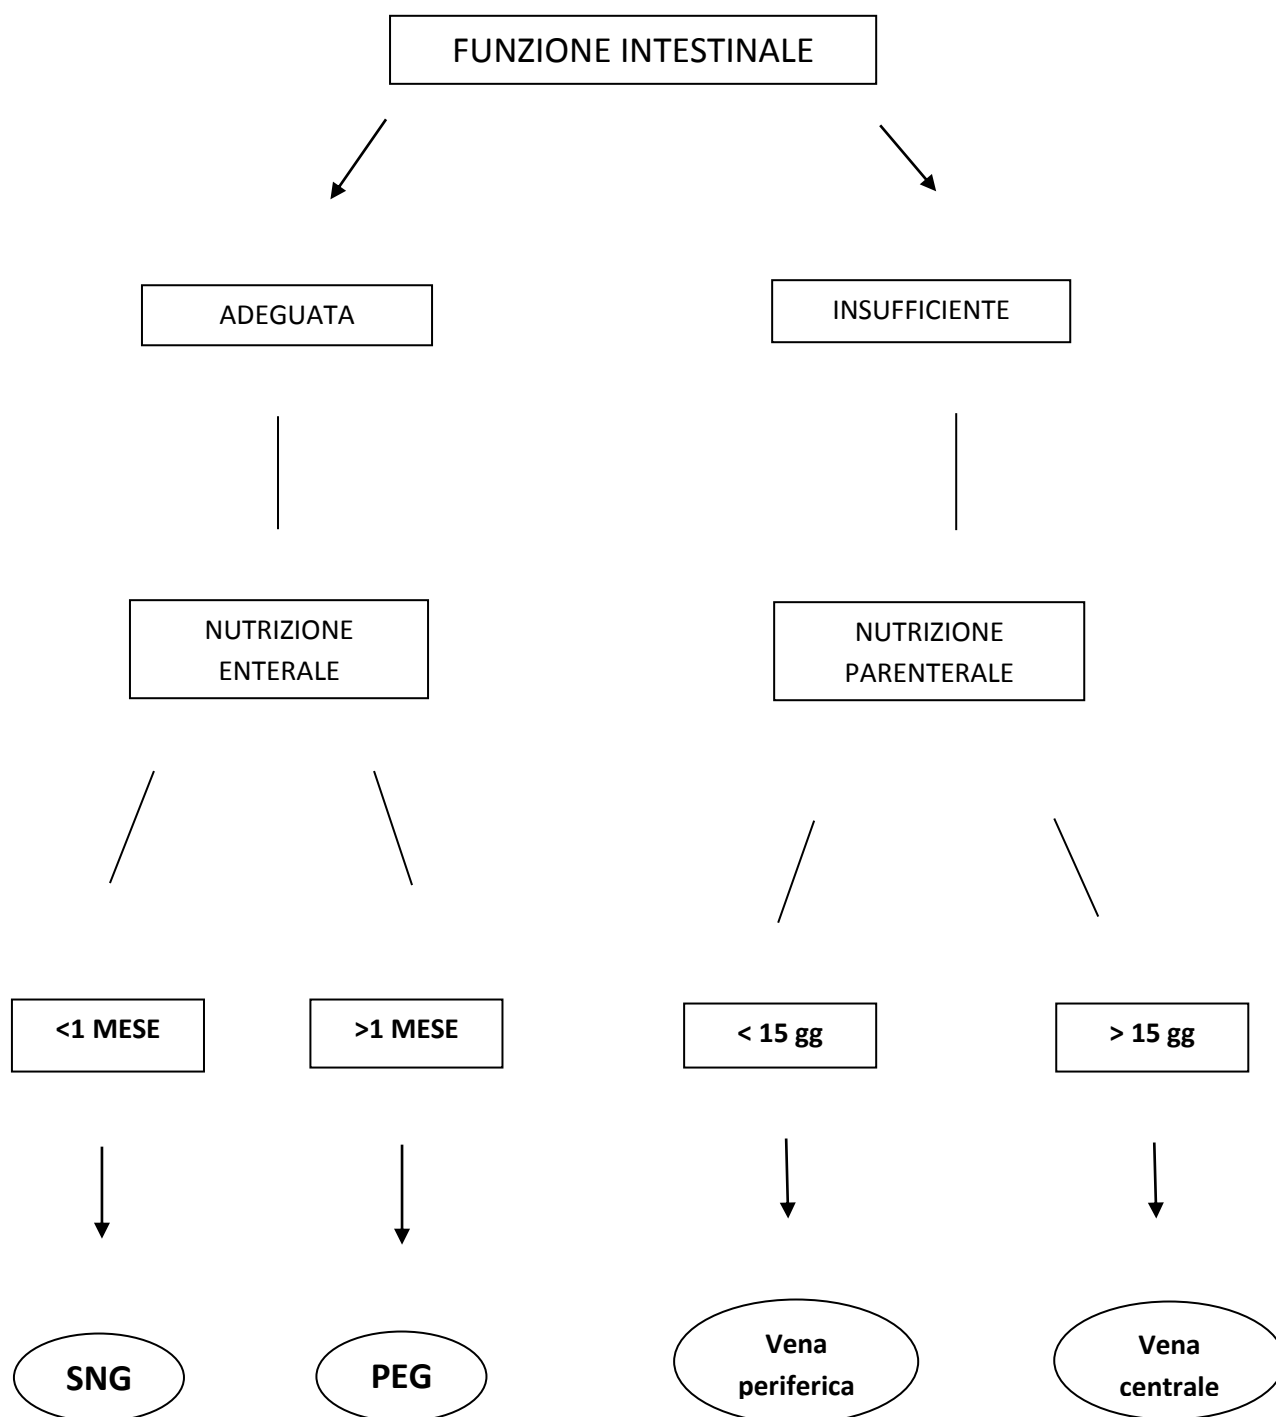 FUNZIONE INTESTINALE
ADEGUATA
INSUFFICIENTE
NUTRIZIONE
ENTERALE
NUTRIZIONE
PARENTERALE
<1 MESE
>1 MESE
< 15 gg
> 15 gg
SNG
PEG
Vena
periferica
Vena
centrale